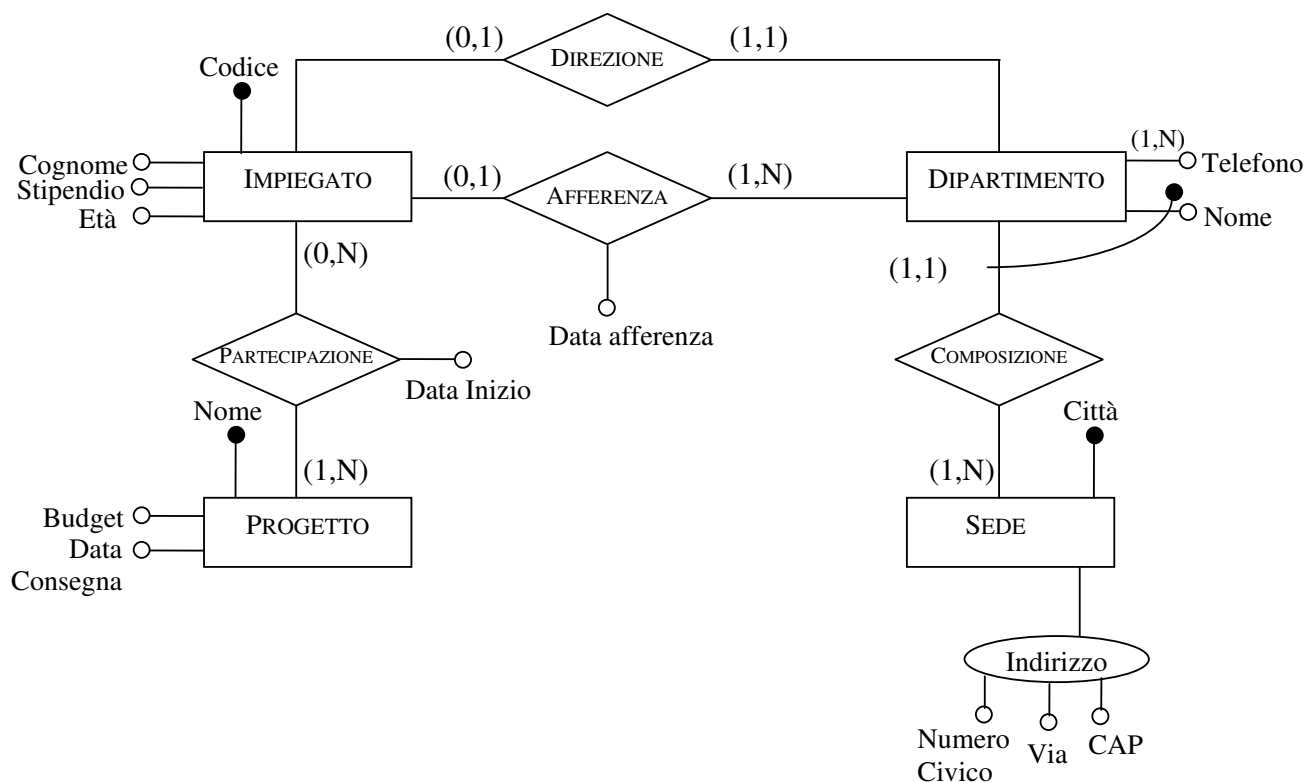 (0,1)
DIREZIONE
(1,1)
Codice
Cognome
Stipendio
Età
IMPIEGATO
(0,1)
AFFERENZA
(1,N)
DIPARTIMENTO
(1,N)
Telefono
Nome
(0,N)
(1,1)
Data afferenza
PARTECIPAZIONE
Data Inizio
COMPOSIZIONE
Nome
Città
(1,N)
(1,N)
Budget
Data
Consegna
PROGETTO
SEDE
Indirizzo
Numero
Civico
Via
CAP